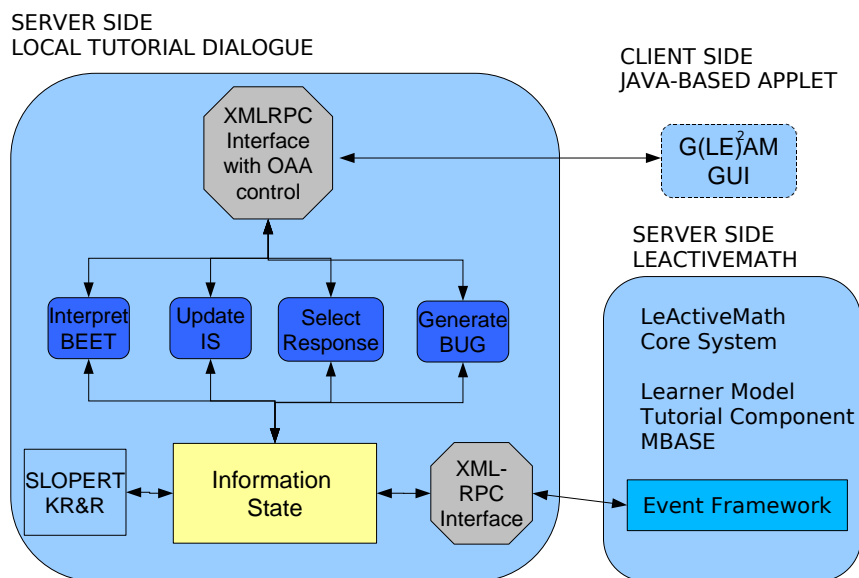 SERVER SIDE
LOCAL TUTORIAL DIALOGUE
CLIENT SIDE
JAVA-BASED APPLET
XMLRPC
Interface
with OAA
control
G(LE)²AM
GUI
SERVER SIDE
LEACTIVEMATH
Interpret
BEET
Update
IS
Select
Response
Generate
BUG
LeActiveMath
Core System
Learner Model
Tutorial Component
MBASE
SLOPERT
KR&R
Information
State
XML-
RPC
Interface
Event Framework